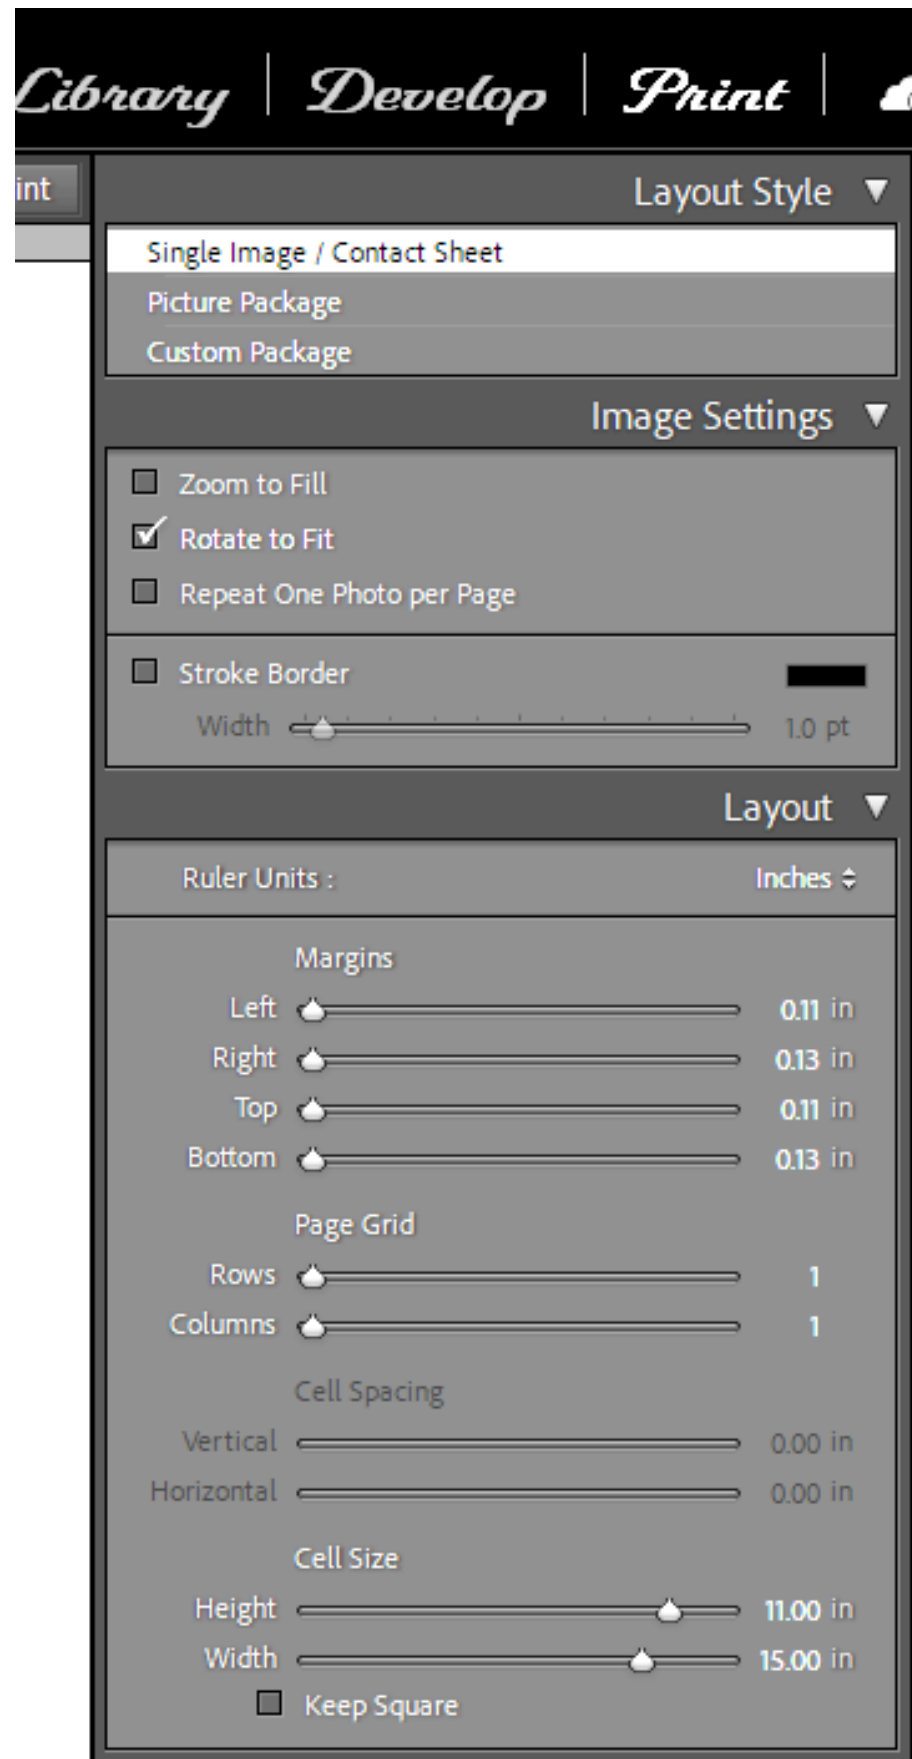 Library | Develop | Print |
int
Layout Style
Single Image / Contact Sheet
Picture Package
Custom Package
Image Settings
Zoom to Fill
Rotate to Fit
Repeat One Photo per Page
Stroke Border
Width 1.0 pt
Layout
Ruler Units : Inches
Margins
Left 0.11 in
Right 0.13 in
Top 0.11 in
Bottom 0.13 in
Page Grid
Rows 1
Columns 1
Cell Spacing
Vertical 0.00 in
Horizontal 0.00 in
Cell Size
Height 11.00 in
Width 15.00 in
Keep Square